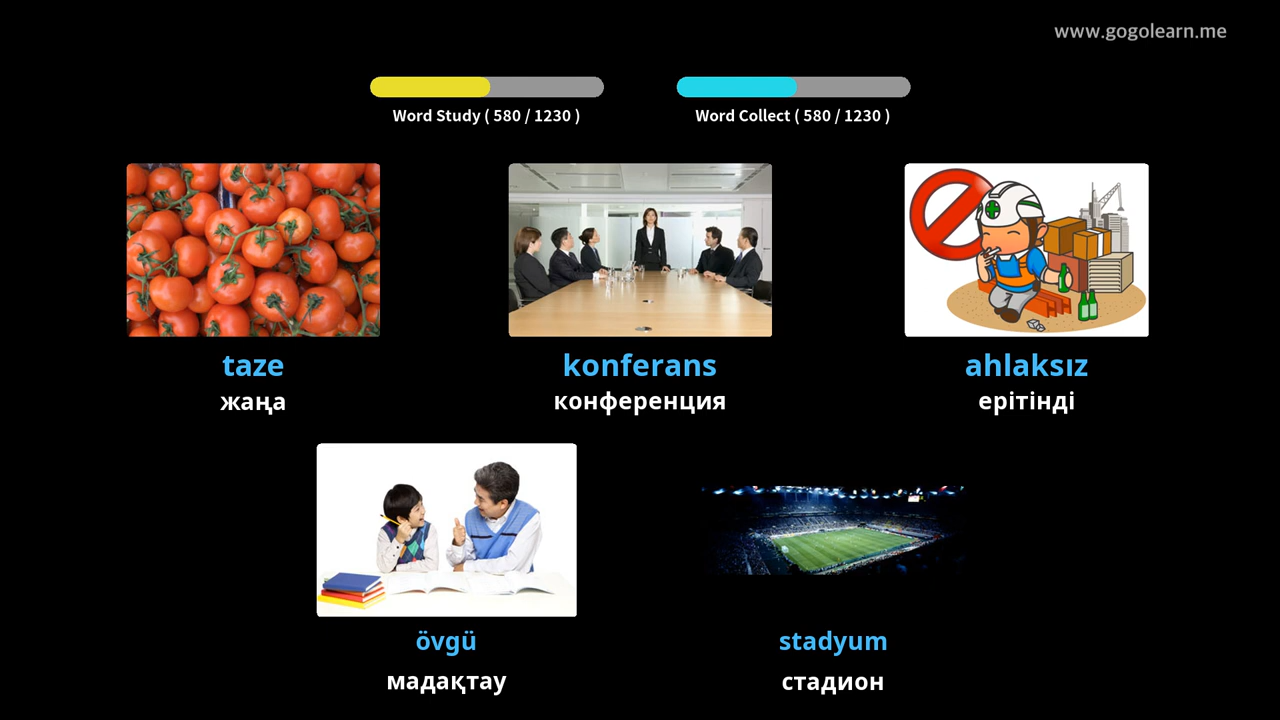 www.gogolearn.me
Word Study ( 580 / 1230 )
Word Collect ( 580 / 1230 )
taze
konferans
ahlaksız
жаңа
конференция
ерітінді
övgü
stadyum
мадақтау
стадион